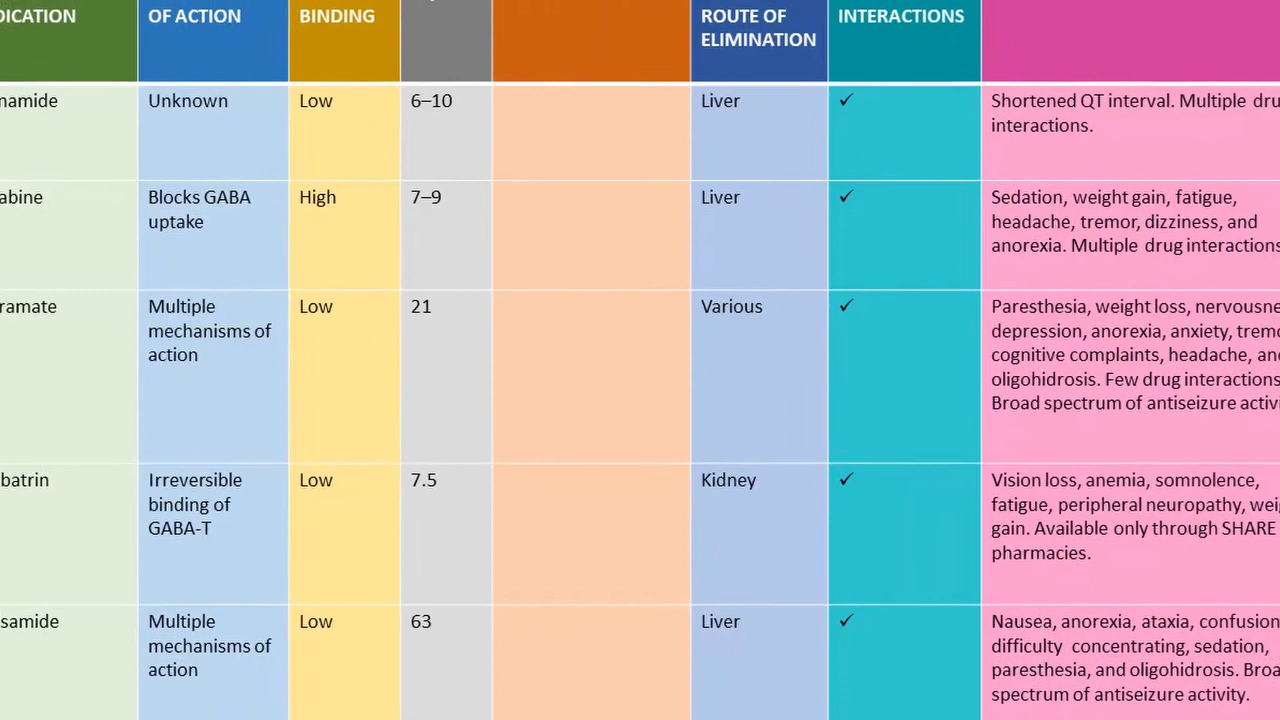 DICATION
OF ACTION
BINDING
ROUTE OF
ELIMINATION
INTERACTIONS
namide
Unknown
Low
6–10
Liver
✓
Shortened QT interval. Multiple dru
interactions.
abine
Blocks GABA
uptake
High
7–9
Liver
✓
Sedation, weight gain, fatigue,
headache, tremor, dizziness, and
anorexia. Multiple drug interactions
ramate
Multiple
mechanisms of
action
Low
21
Various
✓
Paresthesia, weight loss, nervousne
depression, anorexia, anxiety, trem
cognitive complaints, headache, an
oligohidrosis. Few drug interactions
Broad spectrum of antiseizure activi
batrin
Irreversible
binding of
GABA-T
Low
7.5
Kidney
✓
Vision loss, anemia, somnolence,
fatigue, peripheral neuropathy, wei
gain. Available only through SHARE
pharmacies.
samide
Multiple
mechanisms of
action
Low
63
Liver
✓
Nausea, anorexia, ataxia, confusion
difficulty concentrating, sedation,
paresthesia, and oligohidrosis. Broa
spectrum of antiseizure activity.